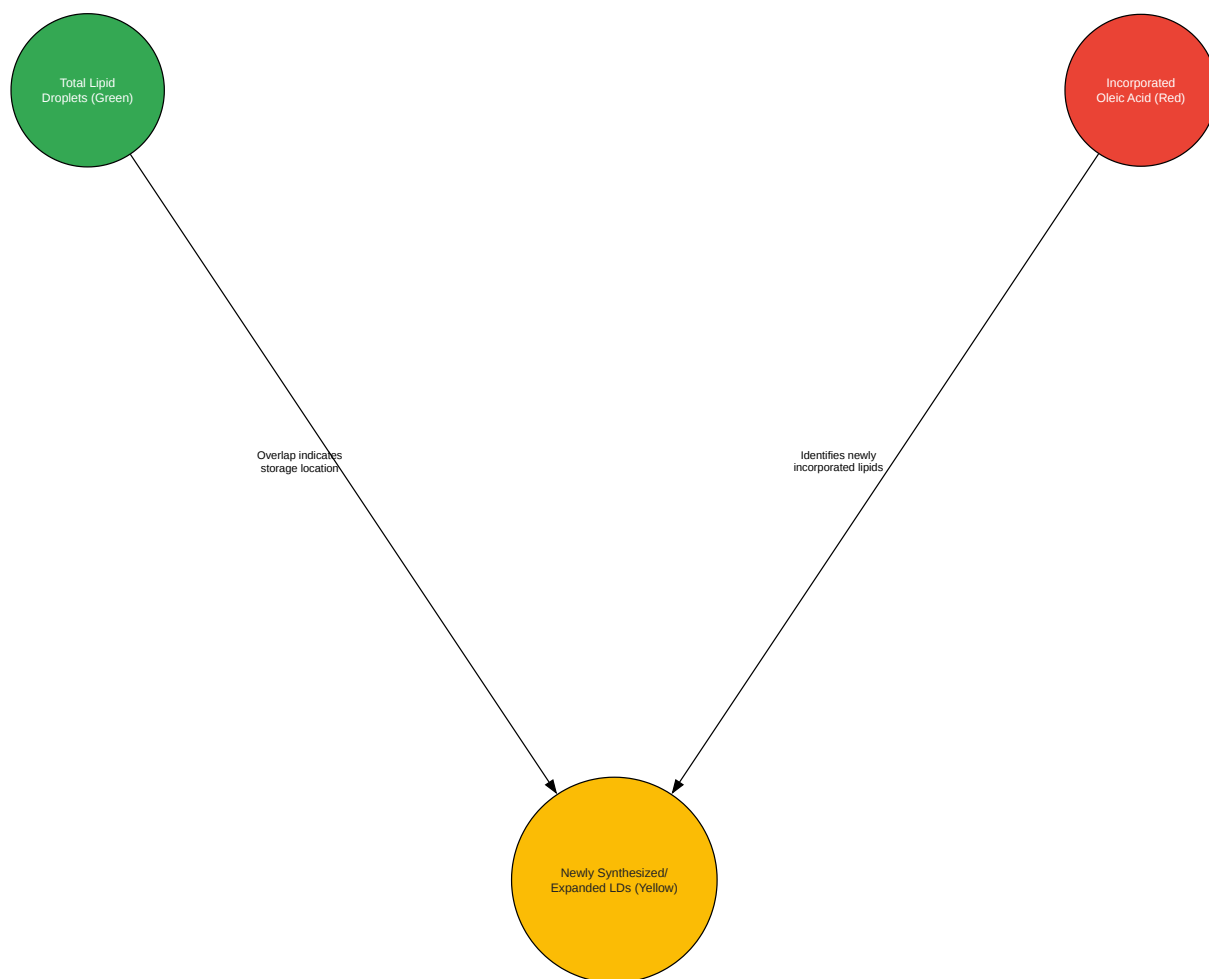 Total Lipid
Droplets (Green)
Incorporated
Oleic Acid (Red)
Overlap indicates
storage location
Identifies newly
incorporated lipids
Newly Synthesized/
Expanded LDs (Yellow)